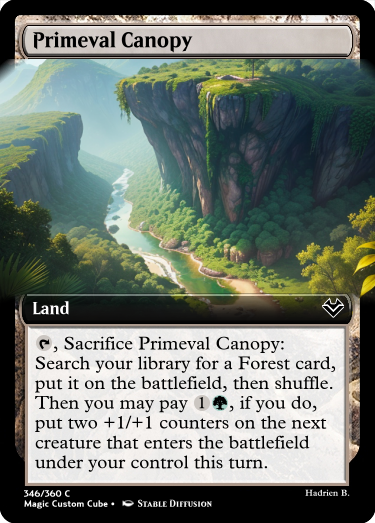 Primeval Canopy
Land
, Sacrifice Primeval Canopy:
Search your library for a Forest card,
put it on the battlefield, then shuffle.
Then you may pay 1, if you do,
put two +1/+1 counters on the next
creature that enters the battlefield
under your control this turn.
346/360 C
Hadrien B.
Magic Custom Cube • Stable Diffusion